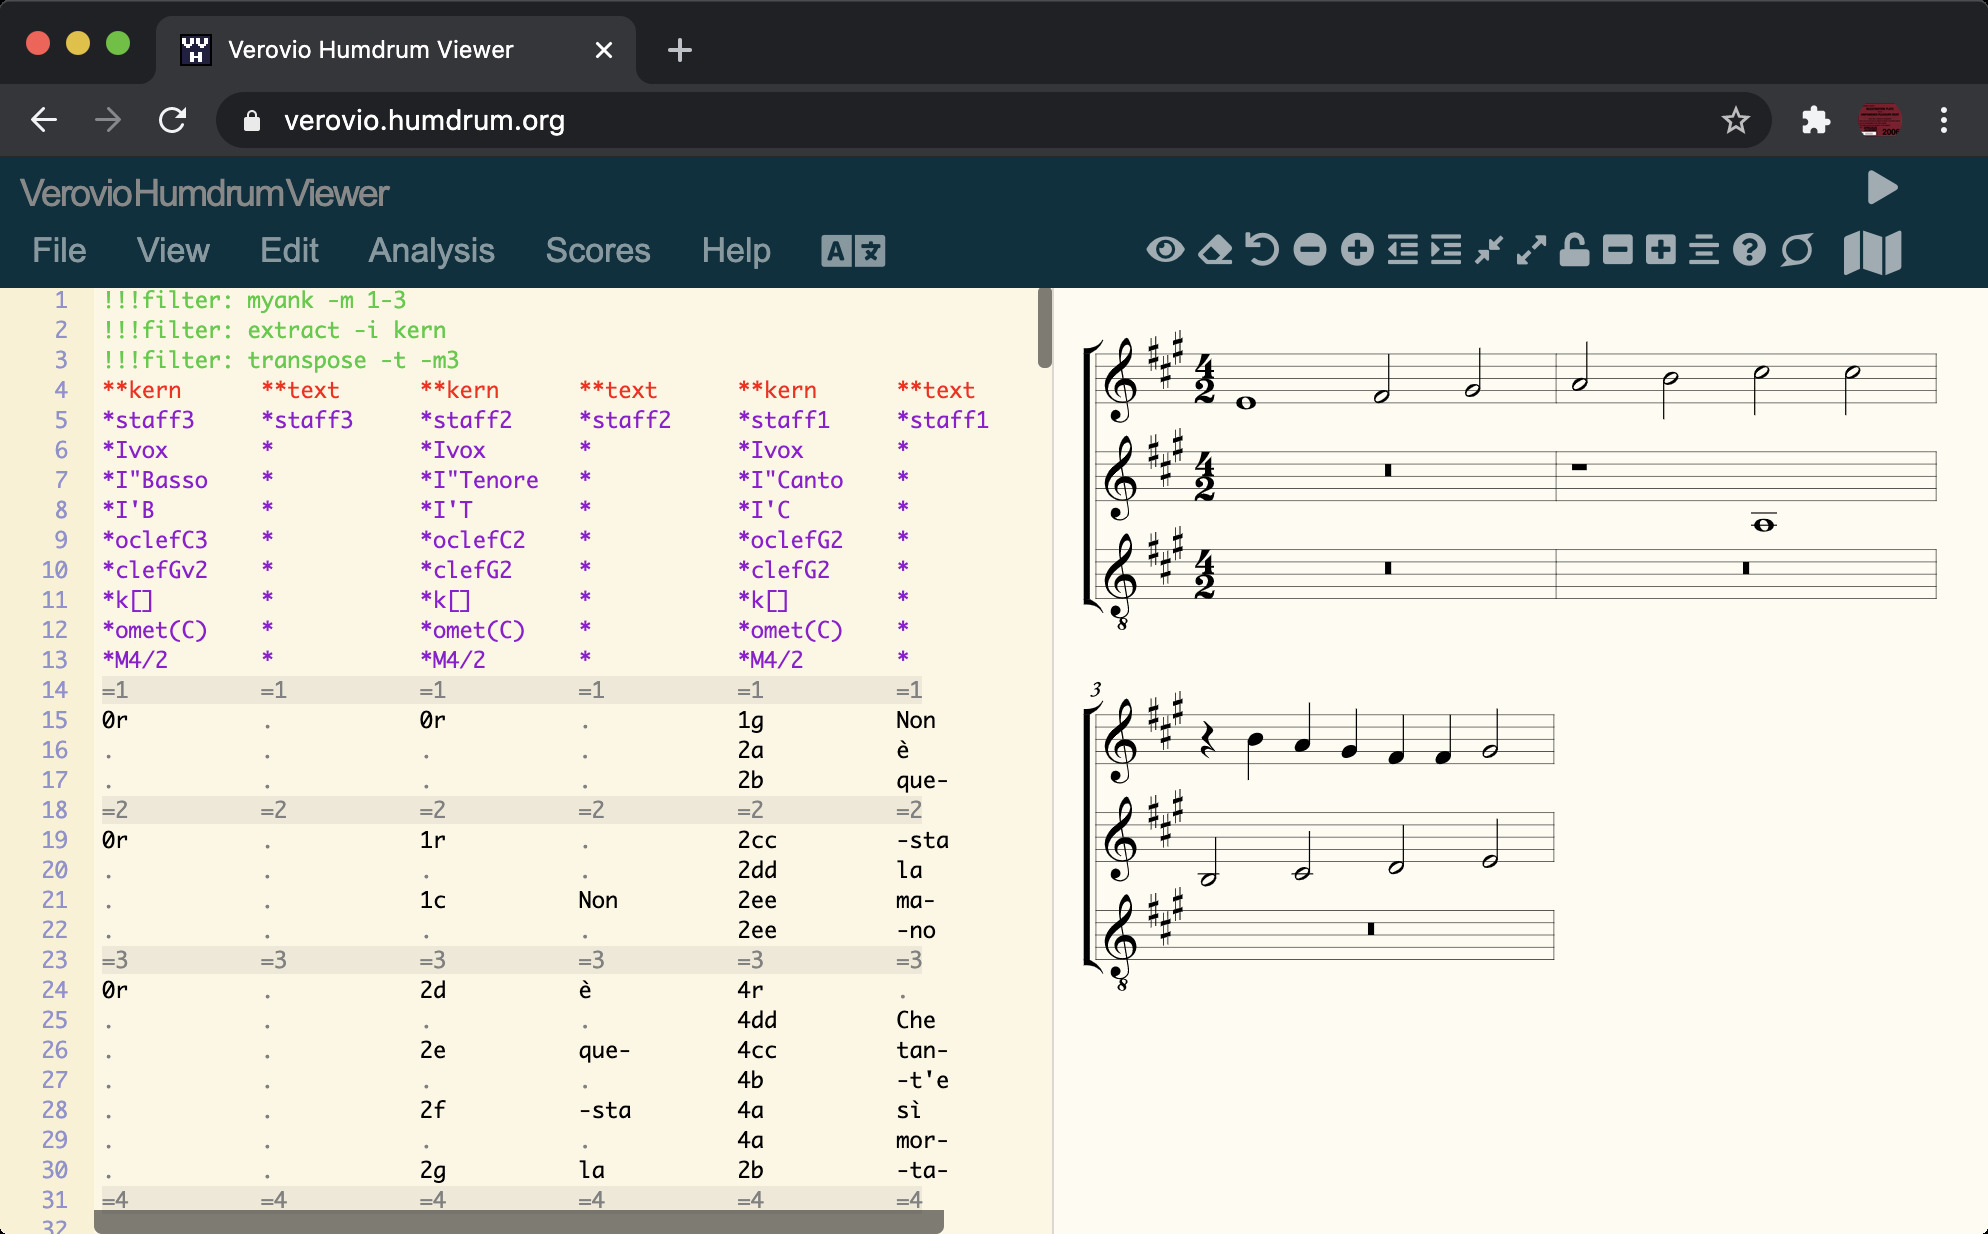 Verovio Humdrum Viewer
verovio.humdrum.org
VerovioHumdrumViewer
File View Edit Analysis Scores Help A
1 !!!filter: myank -m 1-3
2 !!!filter: extract -i kern
3 !!!filter: transpose -t -m3
4 **kern **text **kern **text **kern **text
5 *staff3 *staff3 *staff2 *staff2 *staff1 *staff1
6 *Ivox * *Ivox * *Ivox *
7 *I"Basso * *I"Tenore * *I"Canto *
8 *I'B * *I'T * *I'C *
9 *oclefC3 * *oclefC2 * *oclefG2 *
10 *clefGv2 * *clefG2 * *clefG2 *
11 *k[] * *k[] * *k[] *
12 *omet(C) * *omet(C) * *omet(C) *
13 *M4/2 * *M4/2 * *M4/2 *
14 =1 =1 =1 =1 =1 =1
15 0r . 0r . 1g Non
16 . . . . 2a è
17 . . . . 2b que-
18 =2 =2 =2 =2 =2 =2
19 0r . 1r . 2cc -sta
20 . . . . 2dd la
21 . . 1c Non 2ee ma-
22 . . . . 2ee -no
23 =3 =3 =3 =3 =3 =3
24 0r . 2d è 4r .
25 . . . . 4dd Che
26 . . 2e que- 4cc tan-
27 . . . . 4b -t'e
28 . . 2f -sta 4a sì
29 . . . . 4a mor-
30 . . 2g la 2b -ta-
31 =4 =4 =4 =4 =4 =4
32
4
2
4
2
4
2
8
3
8